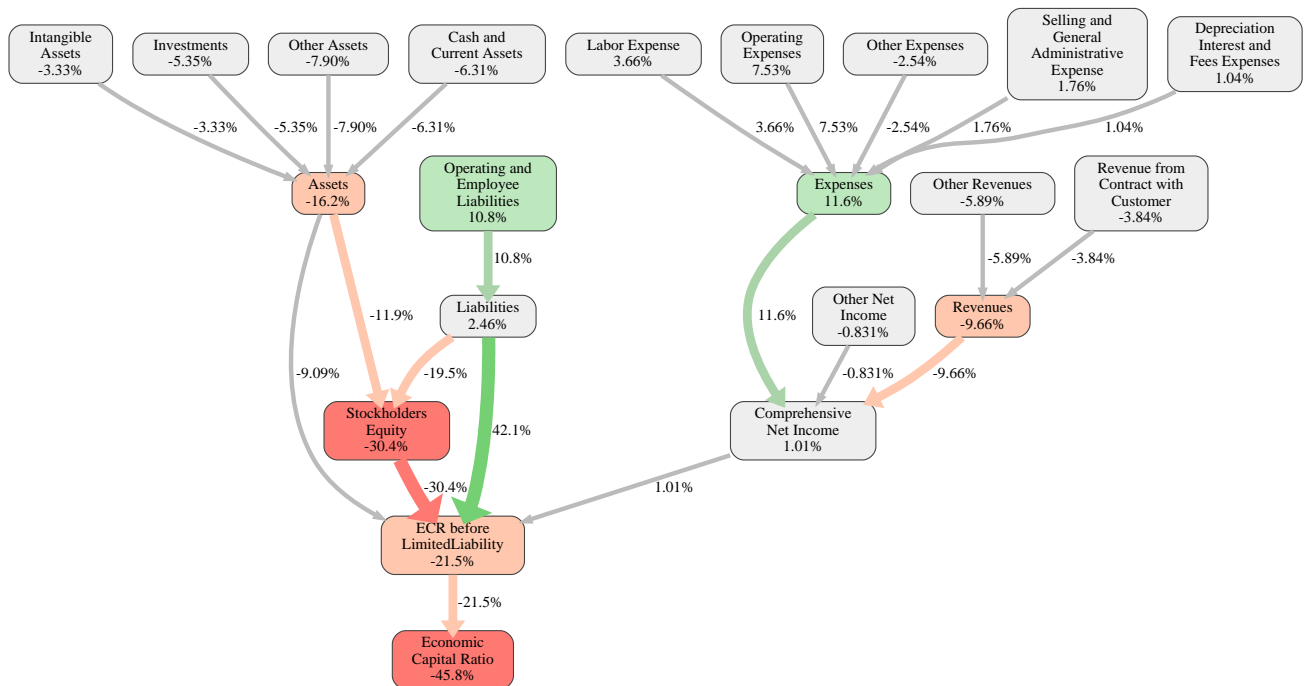 Intangible
Assets
-3.33%
Investments
-5.35%
Other Assets
-7.90%
Cash and
Current Assets
-6.31%
Labor Expense
3.66%
Operating
Expenses
7.53%
Other Expenses
-2.54%
Selling and
General
Administrative
Expense
1.76%
Depreciation
Interest and
Fees Expenses
1.04%
-3.33%
-5.35%
-7.90%
-6.31%
3.66%
7.53%
-2.54%
1.76%
1.04%
Assets
-16.2%
Operating and
Employee
Liabilities
10.8%
Expenses
11.6%
Other Revenues
-5.89%
Revenue from
Contract with
Customer
-3.84%
10.8%
-5.89%
-3.84%
Liabilities
2.46%
Other Net
Income
-0.831%
Revenues
-9.66%
-11.9%
11.6%
-9.09%
-19.5%
-0.831%
-9.66%
Stockholders
Equity
-30.4%
42.1%
Comprehensive
Net Income
1.01%
-30.4%
1.01%
ECR before
LimitedLiability
-21.5%
-21.5%
Economic
Capital Ratio
-45.8%